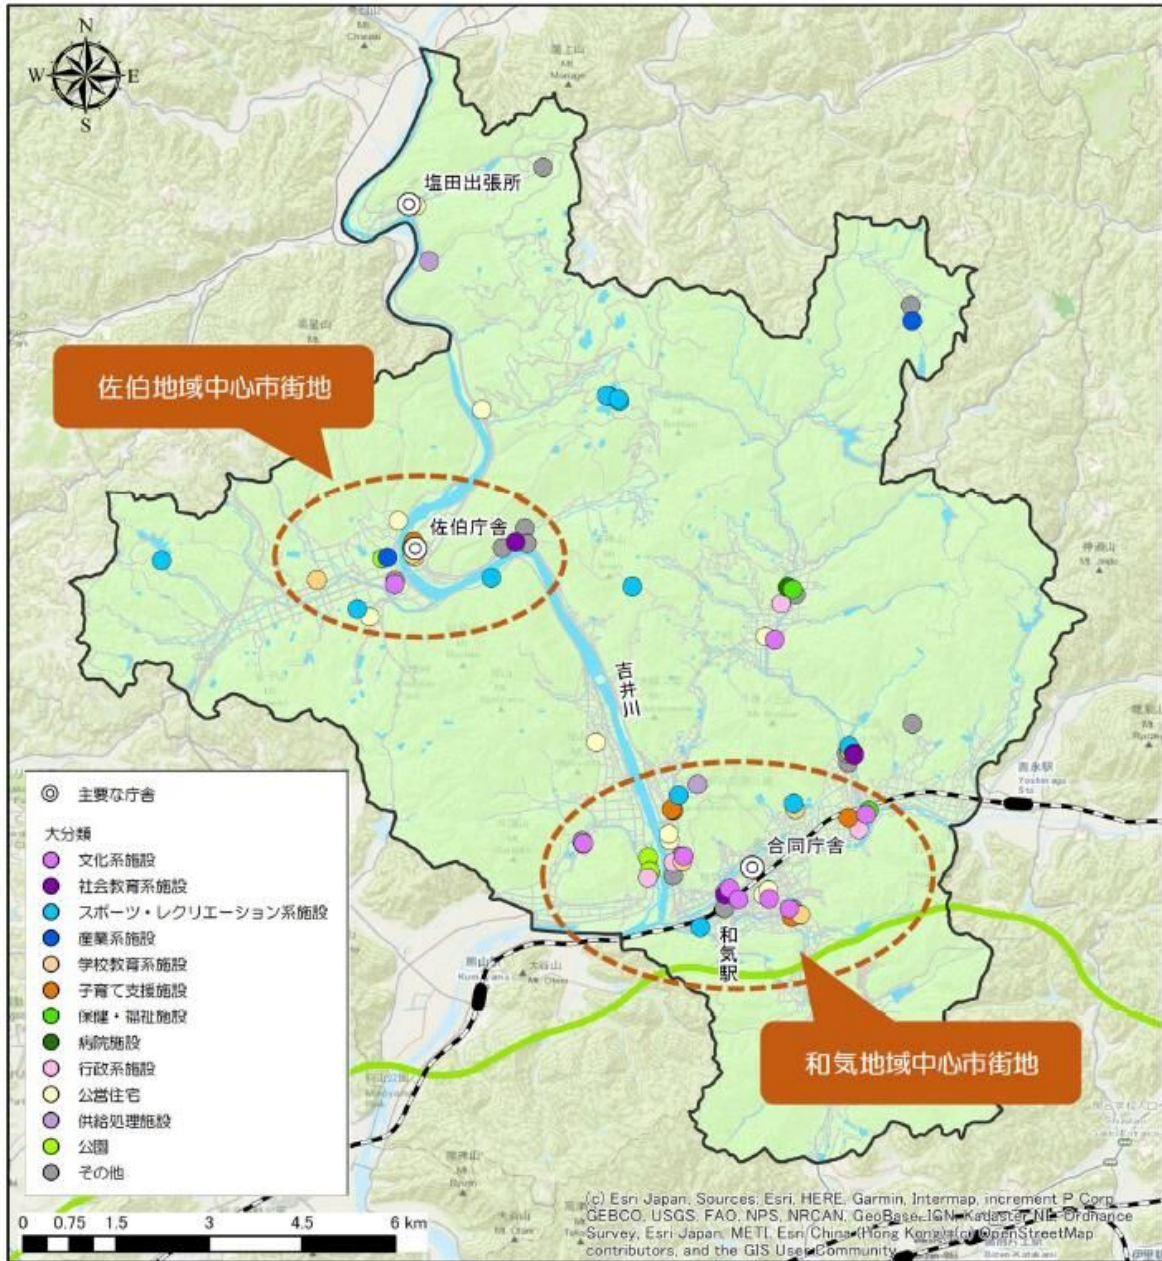 N
W
E
S
塩田出張所
佐伯地域中心市街地
佐伯庁舎
吉井川
合同庁舎
和気駅
和気地域中心市街地
主要な庁舎
大分類
文化系施設
社会教育系施設
スポーツ・レクリエーション系施設
産業系施設
学校教育系施設
子育て支援施設
保健・福祉施設
病院施設
行政系施設
公営住宅
供給処理施設
公園
その他
0 0.75 1.5 3 4.5 6 km
(c) Esri Japan, Sources: Esri, HERE, Garmin, Intermap, increment P Corp.,
GEBCO, USGS, FAO, NPS, NRCAN, GeoBase, IGN, Kadaster NL, Ordnance
Survey, Esri Japan, METI, Esri China (Hong Kong), (c) OpenStreetMap
contributors, and the GIS User Community